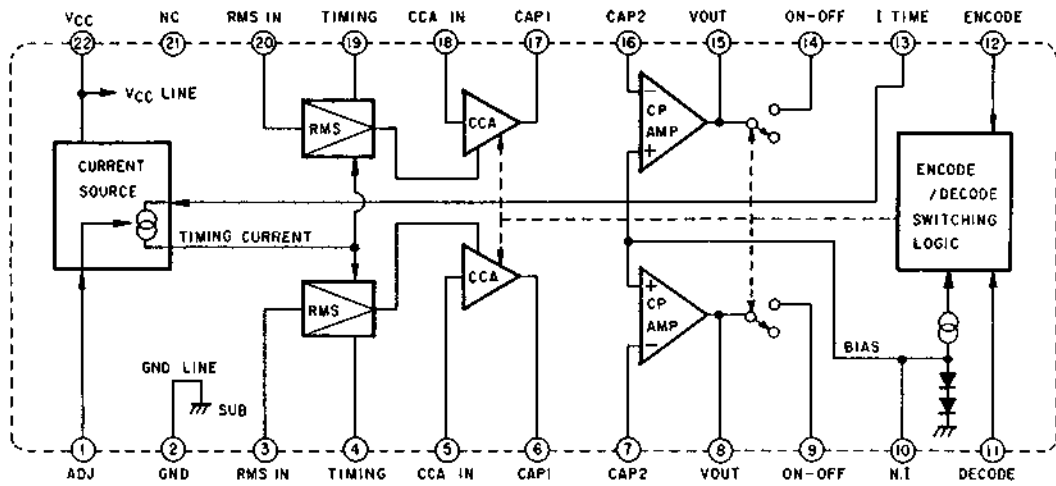 VCC NC RMS IN TIMING CCA IN CAP1 CAP2 VOUT ON-OFF I TIME ENCODE
22 21 20 19 18 17 16 15 14 13 12
VCC LINE
RMS
CCA
−
CP
AMP
+
CURRENT
SOURCE
ENCODE
/DECODE
SWITCHING
LOGIC
TIMING CURRENT
RMS
CCA
+
CP
AMP
−
BIAS
GND LINE
SUB
1 2 3 4 5 6 7 8 9 10 11
ADJ GND RMS IN TIMING CCA IN CAP1 CAP2 VOUT ON-OFF N.I DECODE